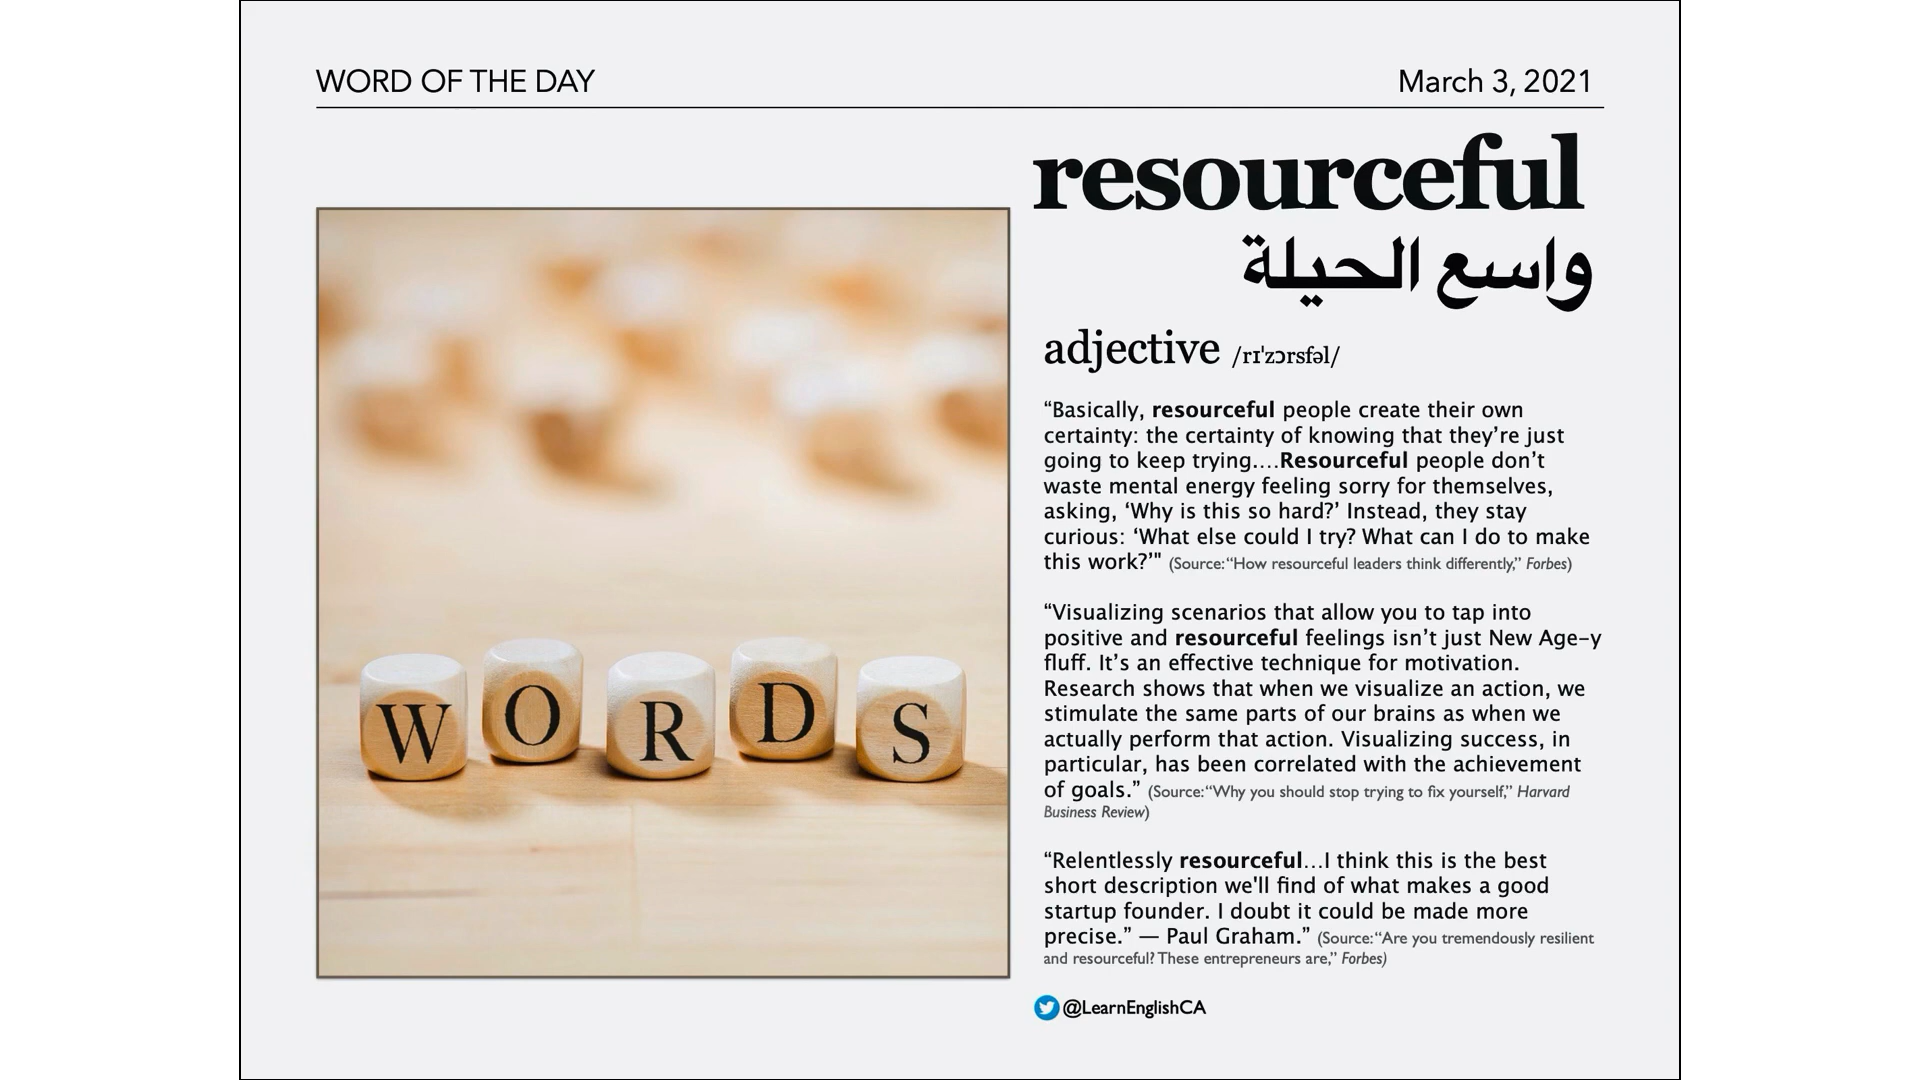 WORD OF THE DAY
March 3, 2021
resourceful
واسع الحيلة
adjective /rɪˈzɔrsfəl/
“Basically, resourceful people create their own
certainty: the certainty of knowing that they’re just
going to keep trying.…Resourceful people don’t
waste mental energy feeling sorry for themselves,
asking, ‘Why is this so hard?’ Instead, they stay
curious: ‘What else could I try? What can I do to make
this work?’" (Source: “How resourceful leaders think differently,” Forbes)
“Visualizing scenarios that allow you to tap into
positive and resourceful feelings isn’t just New Age–y
fluff. It’s an effective technique for motivation.
Research shows that when we visualize an action, we
stimulate the same parts of our brains as when we
actually perform that action. Visualizing success, in
particular, has been correlated with the achievement
of goals.” (Source: “Why you should stop trying to fix yourself,” Harvard
Business Review)
“Relentlessly resourceful…I think this is the best
short description we'll find of what makes a good
startup founder. I doubt it could be made more
precise.” — Paul Graham.” (Source: “Are you tremendously resilient
and resourceful? These entrepreneurs are,” Forbes)
@LearnEnglishCA
WORDS